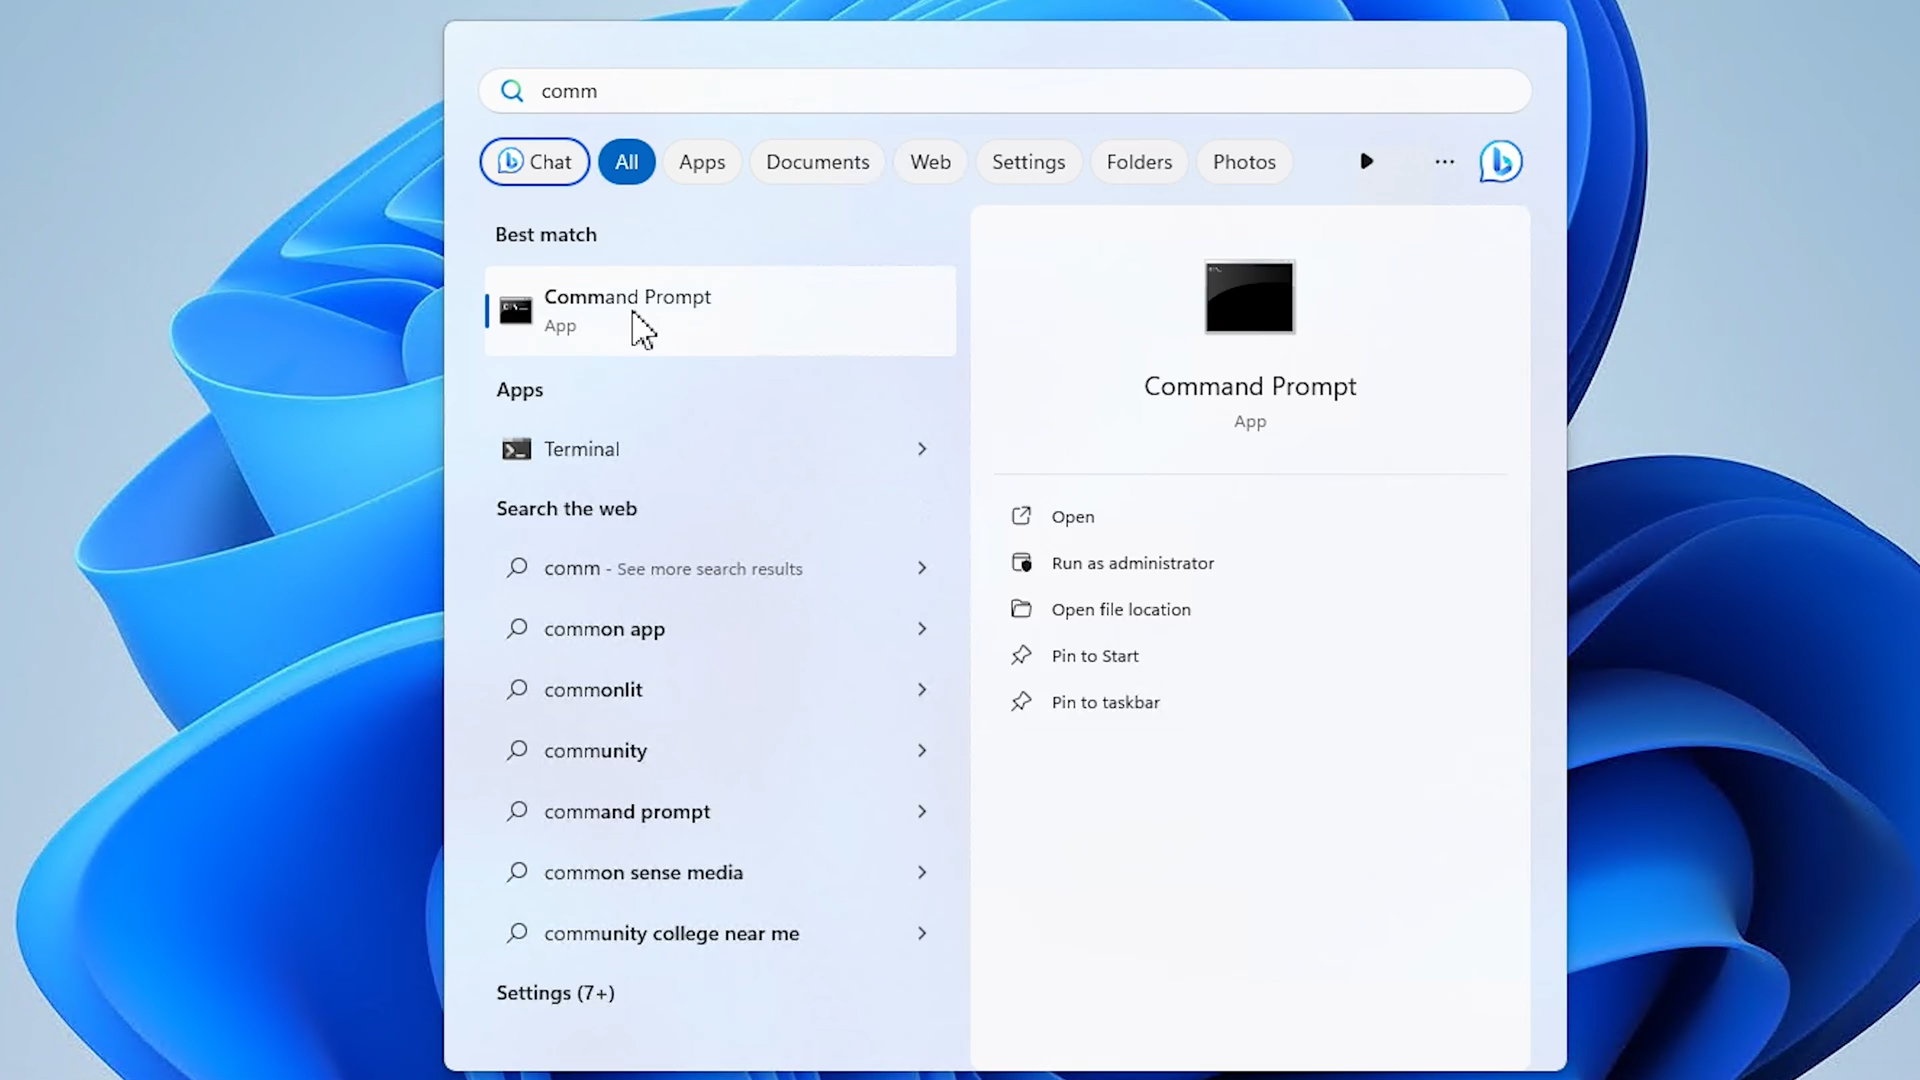 comm
Chat
All
Apps
Documents
Web
Settings
Folders
Photos
Best match
Command Prompt
App
Apps
Terminal
Search the web
comm - See more search results
common app
commonlit
community
command prompt
common sense media
community college near me
Settings (7+)
Command Prompt
App
Open
Run as administrator
Open file location
Pin to Start
Pin to taskbar